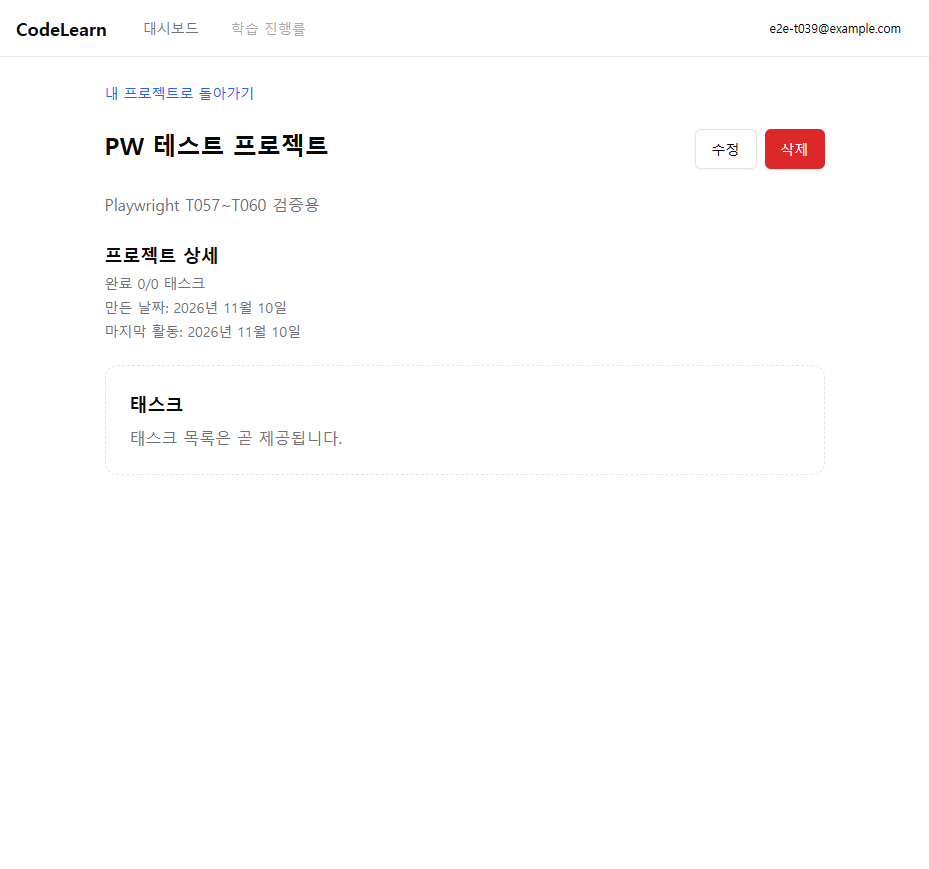 CodeLearn 대시보드 학습 진행률 e2e-t039@example.com
내 프로젝트로 돌아가기
PW 테스트 프로젝트 수정 삭제
Playwright T057~T060 검증용
프로젝트 상세
완료 0/0 태스크
만든 날짜: 2026년 11월 10일
마지막 활동: 2026년 11월 10일
태스크
태스크 목록은 곧 제공됩니다.